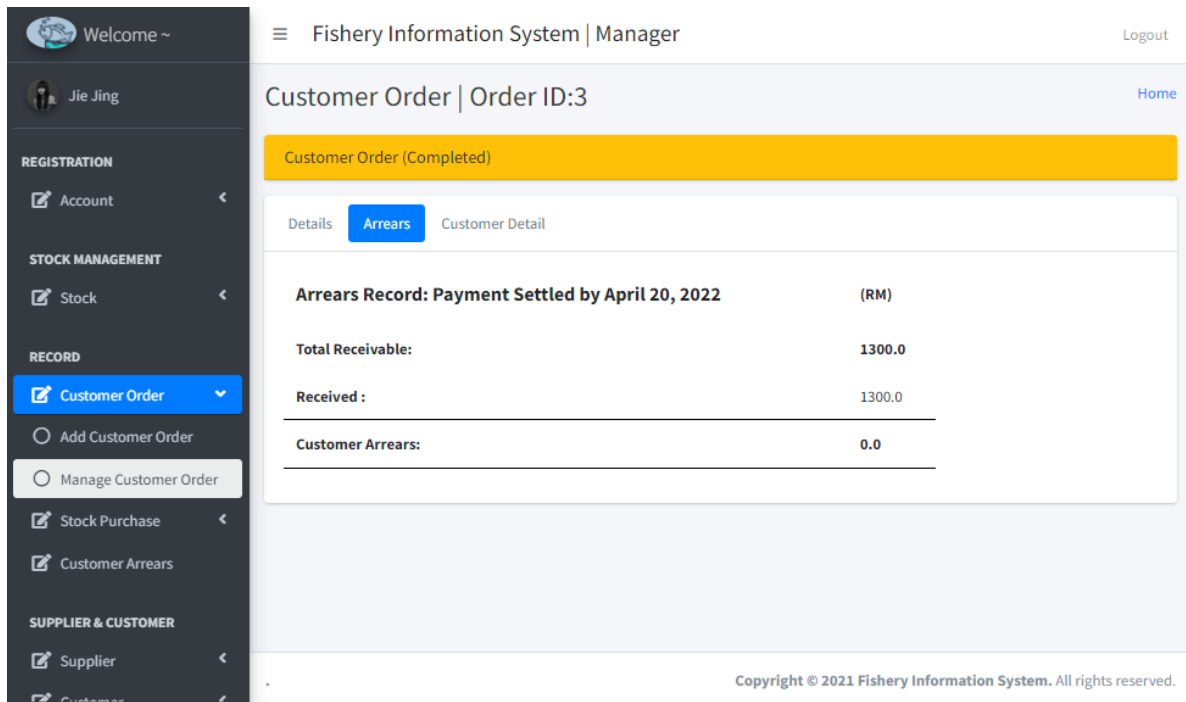 Welcome ~
Jie Jing
REGISTRATION
Account
STOCK MANAGEMENT
Stock
RECORD
Customer Order
Add Customer Order
Manage Customer Order
Stock Purchase
Customer Arrears
SUPPLIER & CUSTOMER
Supplier
Customer
Fishery Information System | Manager
Logout
Customer Order | Order ID:3
Home
Customer Order (Completed)
Details Arrears Customer Detail
Arrears Record: Payment Settled by April 20, 2022 (RM)
Total Receivable: 1300.0
Received : 1300.0
Customer Arrears: 0.0
. Copyright © 2021 Fishery Information System. All rights reserved.